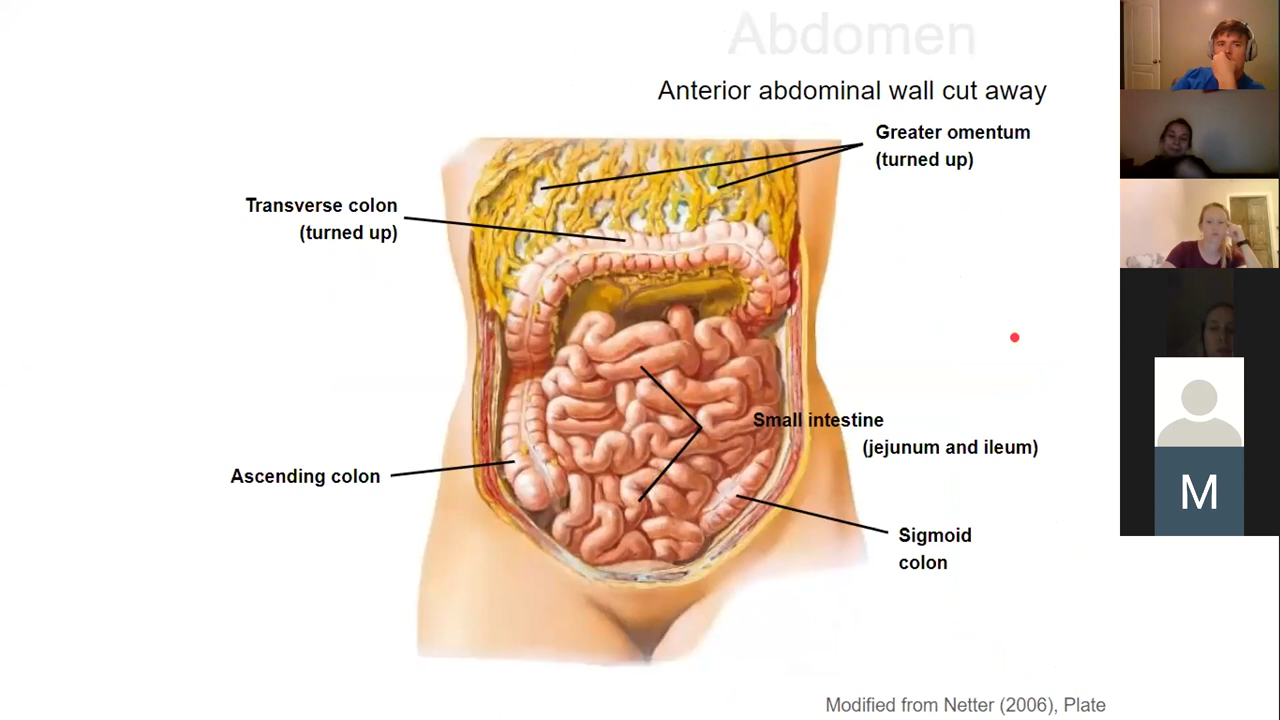 Abdomen
Anterior abdominal wall cut away
Greater omentum
(turned up)
Transverse colon
(turned up)
Small intestine
(jejunum and ileum)
Ascending colon
Sigmoid
colon
M
Modified from Netter (2006), Plate